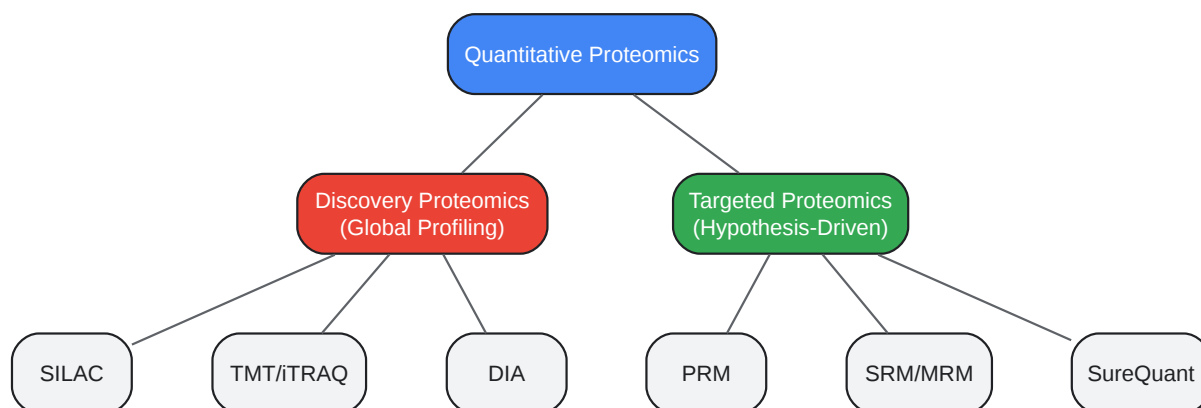 Quantitative Proteomics
Discovery Proteomics
(Global Profiling)
Targeted Proteomics
(Hypothesis-Driven)
SILAC
TMT/iTRAQ
DIA
PRM
SRM/MRM
SureQuant